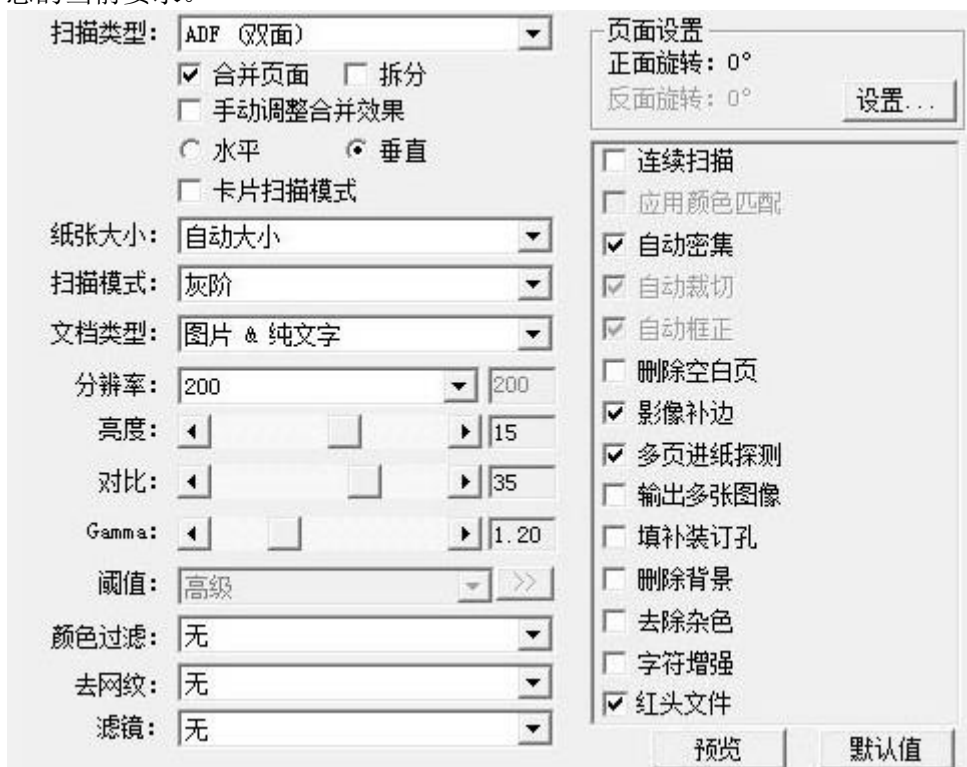 扫描类型: ADF (双面)
合并页面 拆分
手动调整合并效果
水平 垂直
卡片扫描模式
纸张大小: 自动大小
扫描模式: 灰阶
文档类型: 图片 & 纯文字
分辨率: 200 200
亮度: 15
对比: 35
Gamma: 1.20
阈值: 高级 >>
颜色过滤: 无
去网纹: 无
滤镜: 无
页面设置
正面旋转: 0°
反面旋转: 0° 设置...
连续扫描
应用颜色匹配
自动密集
自动裁切
自动框正
删除空白页
影像补边
多页进纸探测
输出多张图像
填补装订孔
删除背景
去除杂色
字符增强
红头文件
预览 默认值